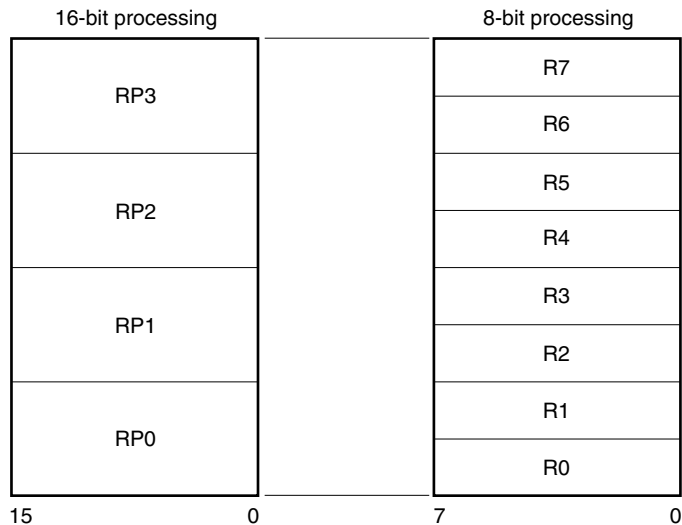 16-bit processing
8-bit processing
RP3
RP2
RP1
RP0
R7
R6
R5
R4
R3
R2
R1
R0
15 0
7 0